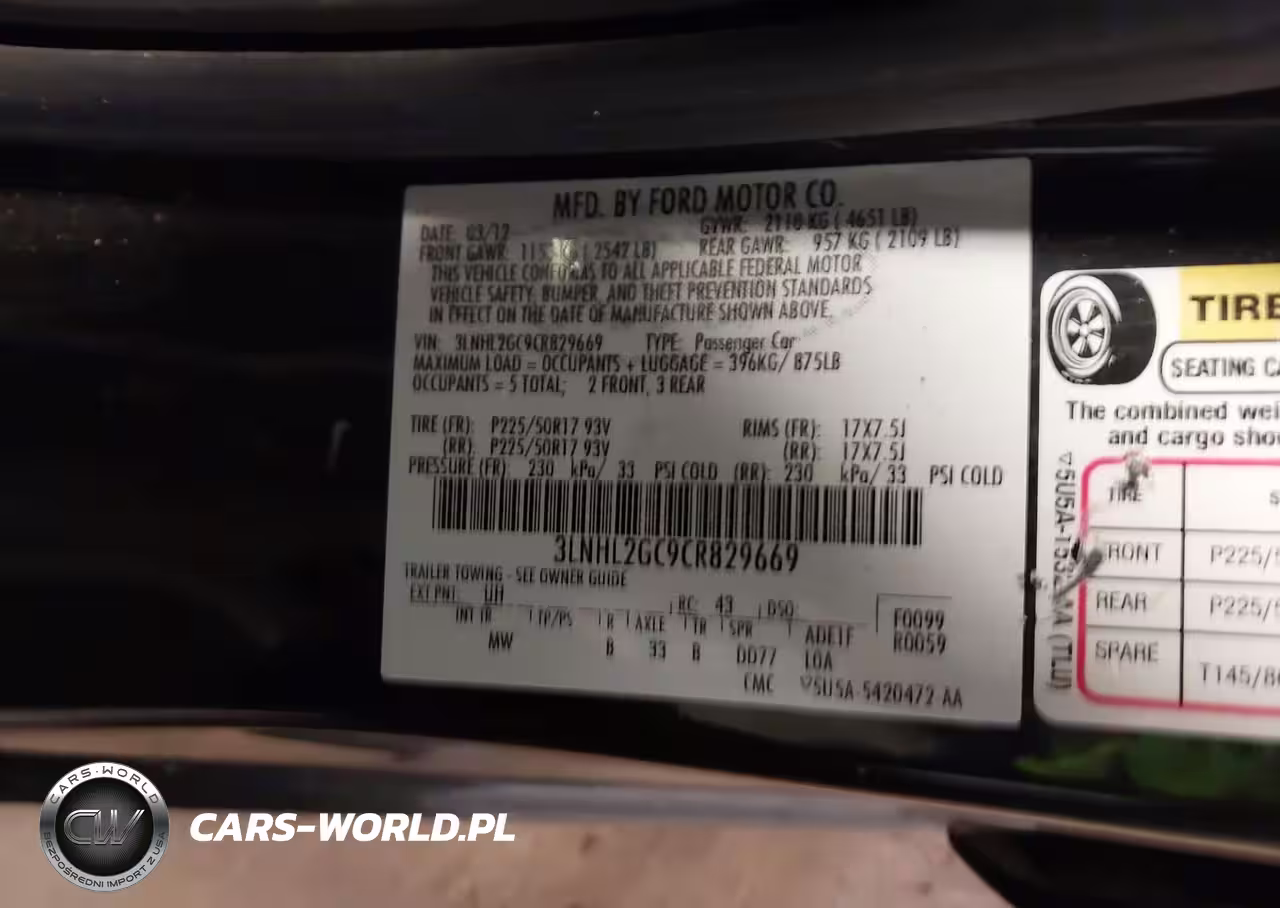 MFD. BY FORD MOTOR CO.
DATE: 03/12 GVWR: 2110 KG ( 4651 LB)
FRONT GAWR: KG ( 2542 LB) REAR GAWR: 957 KG ( 2109 LB)
THIS VEHICLE CONFORMS TO ALL APPLICABLE FEDERAL MOTOR
VEHICLE SAFETY, BUMPER, AND THEFT PREVENTION STANDARDS
IN EFFECT ON THE DATE OF MANUFACTURE SHOWN ABOVE.
VIN: 3LNHL2GC9CR829669 TYPE: Passenger Car
MAXIMUM LOAD = OCCUPANTS + LUGGAGE = 396KG/ 875LB
OCCUPANTS = 5 TOTAL; 2 FRONT, 3 REAR
TIRE (FR): P225/50R17 93V RIMS (FR): 17X7.5J
(RR): P225/50R17 93V (RR): 17X7.5J
PRESSURE (FR): 230 kPa/ 33 PSI COLD (RR): 230 kPa/ 33 PSI COLD
3LNHL2GC9CR829669
TRAILER TOWING - SEE OWNER GUIDE
EXT PNT: UH RC: 43 DSO: F0099
INT TR TP/PS R AXLE TR SPR ADE1F R0059
MW B 33 B DD77 LOA
CMC ▽5U5A-5420472 AA
TIRE
SEATING CA
The combined wei
and cargo shou
TIRE S
FRONT P225/5
REAR P225/5
SPARE T145/8
▽5U5A-1532 AA (TLU)
CARS-WORLD
CW
BEZPOŚREDNI IMPORT Z USA
CARS-WORLD.PL